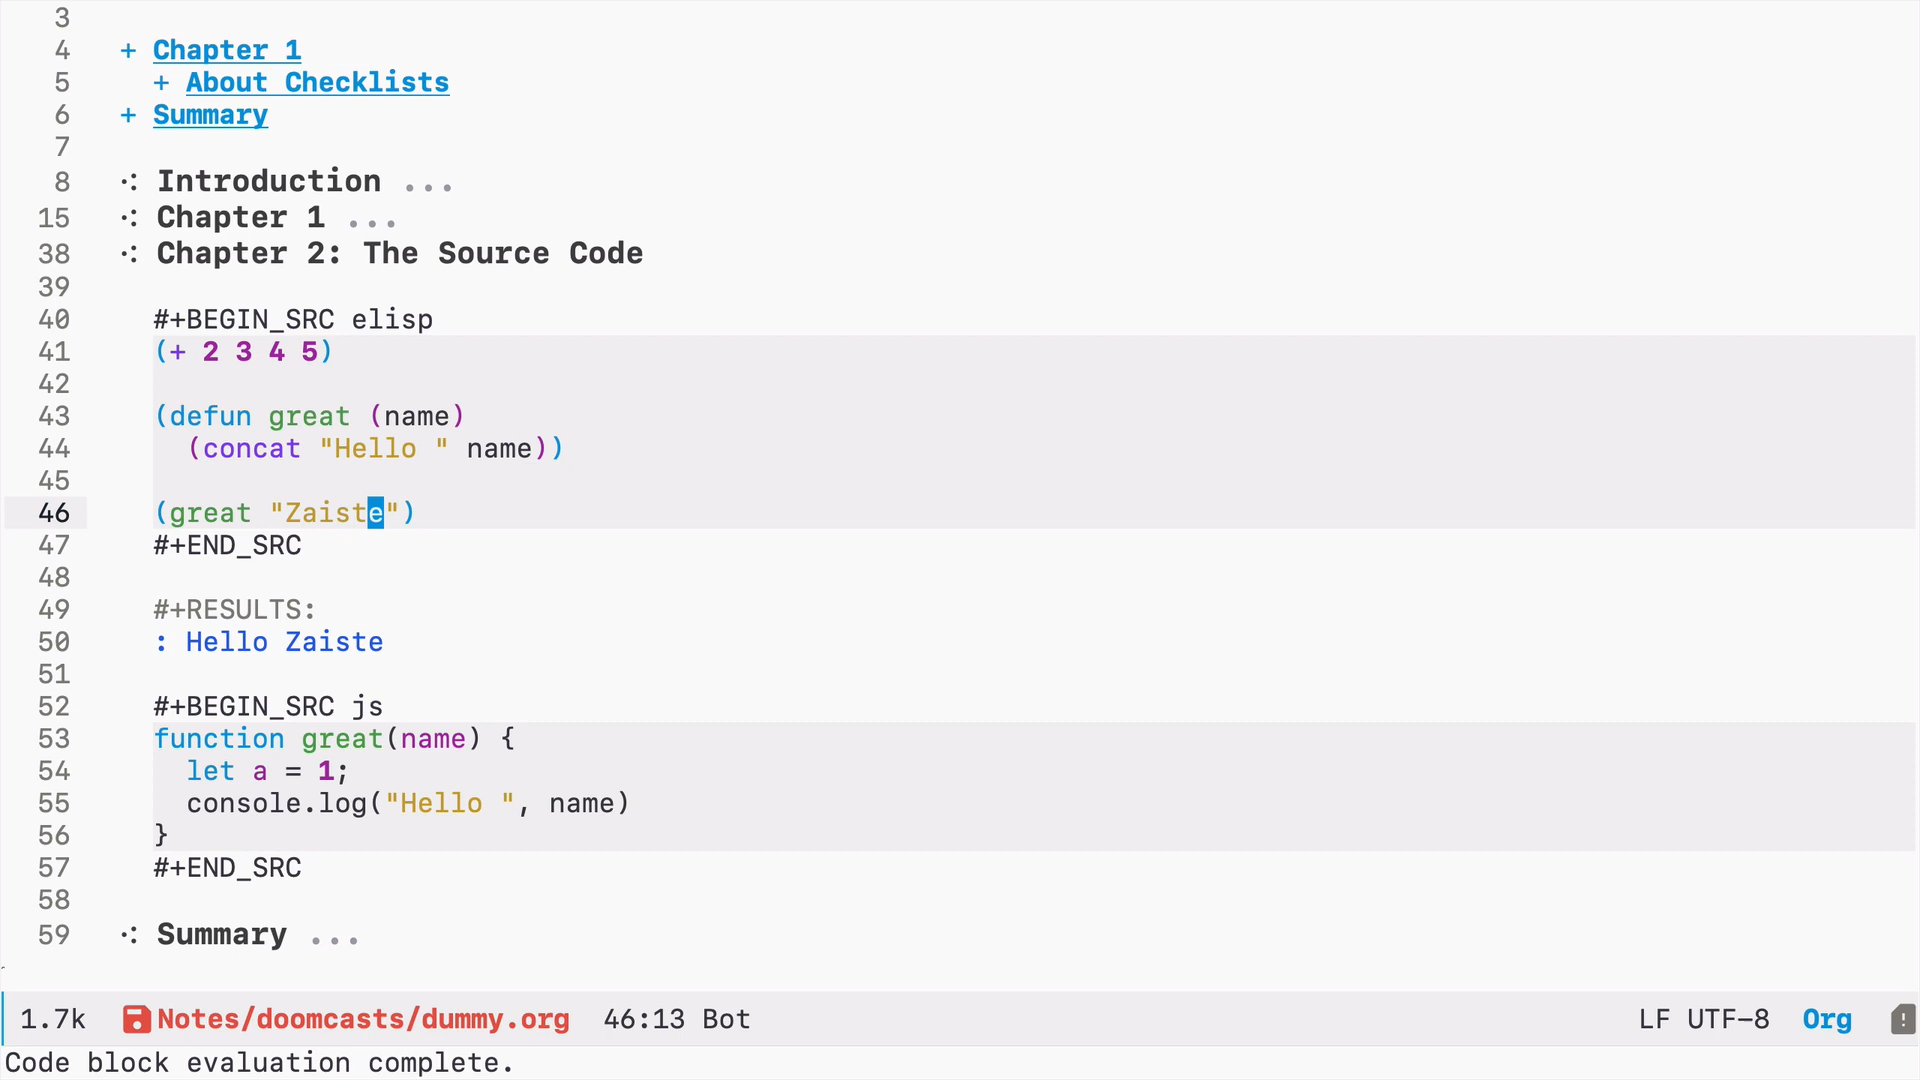 3
4 + Chapter 1
5 + About Checklists
6 + Summary
7
8 Introduction ...
15 Chapter 1 ...
38 Chapter 2: The Source Code
39
40 #+BEGIN_SRC elisp
41 (+ 2 3 4 5)
42
43 (defun great (name)
44 (concat "Hello " name))
45
46 (great "Zaiste")
47 #+END_SRC
48
49 #+RESULTS:
50 : Hello Zaiste
51
52 #+BEGIN_SRC js
53 function great(name) {
54 let a = 1;
55 console.log("Hello ", name)
56 }
57 #+END_SRC
58
59 Summary ...
1.7k Notes/doomcasts/dummy.org 46:13 Bot LF UTF-8 Org
Code block evaluation complete.